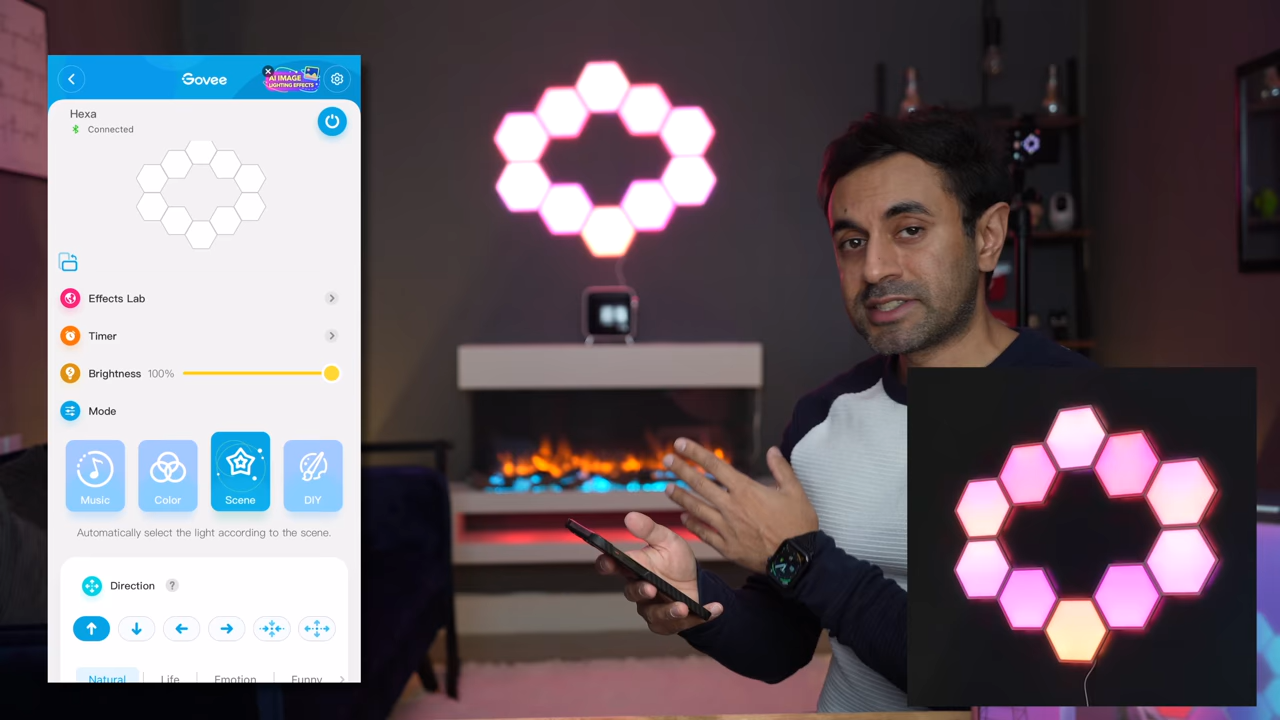 Govee
AI IMAGE
LIGHTING EFFECTS
Hexa
Connected
Effects Lab
Timer
Brightness 100%
Mode
Music Color Scene DIY
Automatically select the light according to the scene.
Direction ?
Natural Life Emotion Funny